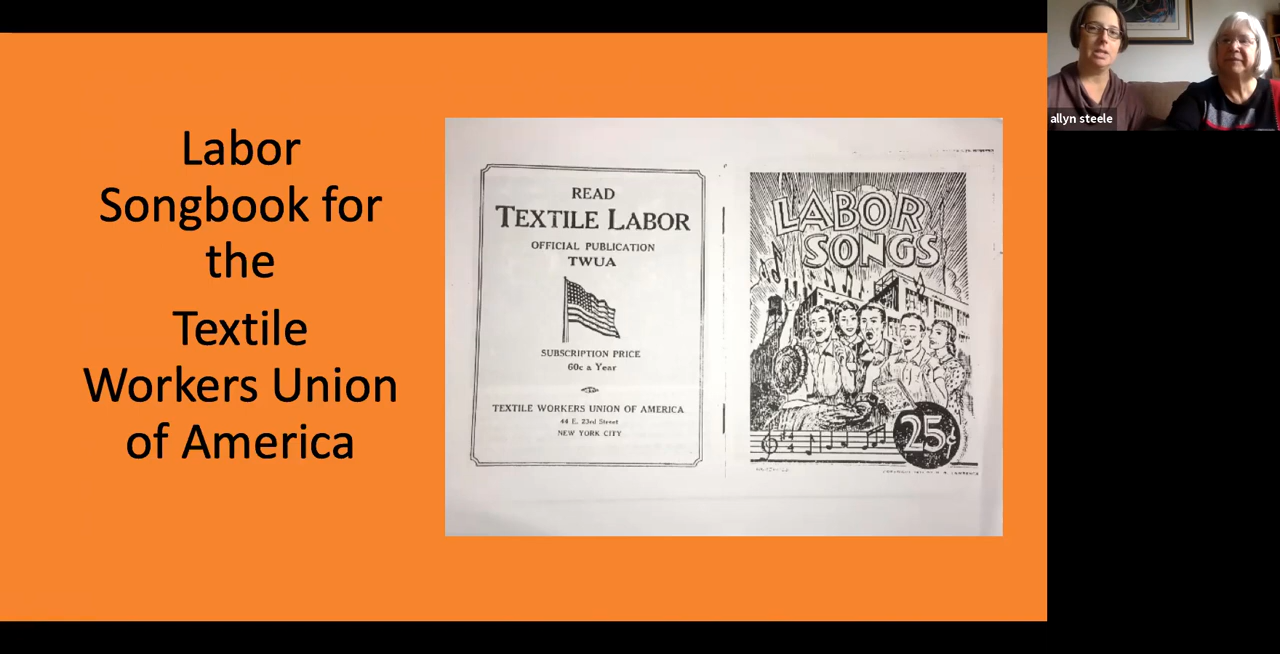 Labor
Songbook for
the
Textile
Workers Union
of America
READ
TEXTILE LABOR
OFFICIAL PUBLICATION
TWUA
SUBSCRIPTION PRICE
60c a Year
TEXTILE WORKERS UNION OF AMERICA
44 E. 23rd Street
NEW YORK CITY
LABOR
SONGS
25¢
allyn steele